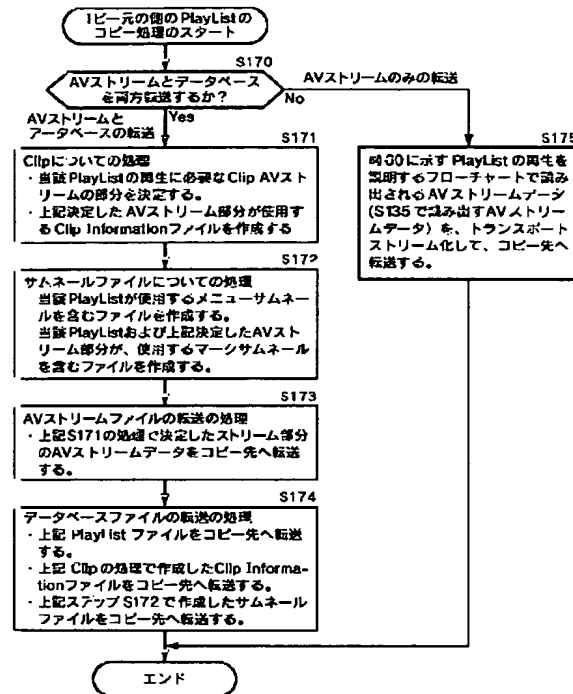 コピー元の側のPlayListの
コピー処理のスタート
S170
AVストリームとデータベース
を両方転送するか?
AVストリームのみの転送
No
AVストリームと
データベースの転送
Yes
S171
Clipについての処理
・当該PlayListの再生に必要なClip AVスト
リームの部分を決定する。
・上記決定したAVストリーム部分が使用す
るClip Informationファイルを作成する
S172
サムネールファイルについての処理
当該PlayListが使用するメニューサムネー
ルを含むファイルを作成する。
当該PlayListおよび上記決定したAVスト
リーム部分が、使用するマークサムネール
を含むファイルを作成する。
S173
AVストリームファイルの転送の処理
・上記S171の処理で決定したストリーム部分
のAVストリームデータをコピー先へ転送
する。
S174
データベースファイルの転送の処理
・上記 PlayList ファイルをコピー先へ転送
する。
・上記 Clipの処理で作成したClip Informa-
tionファイルをコピー先へ転送する。
・上記ステップS172で作成したサムネール
ファイルをコピー先へ転送する。
S175
に示す PlayListの再生を
説明するフローチャートで読み
出されるAVストリームデータ
(S135で読み出すAVストリー
ムデータ)を、トランスポート
ストリーム化して、コピー先へ
転送する。
エンド